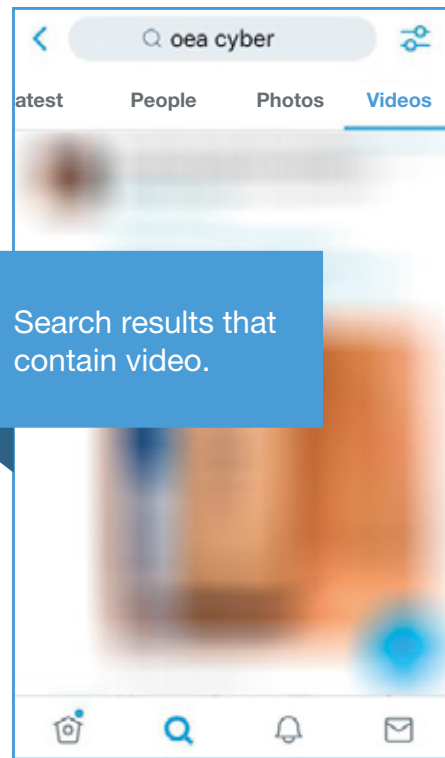 oea cyber
atest People Photos Videos
Search results that
contain video.